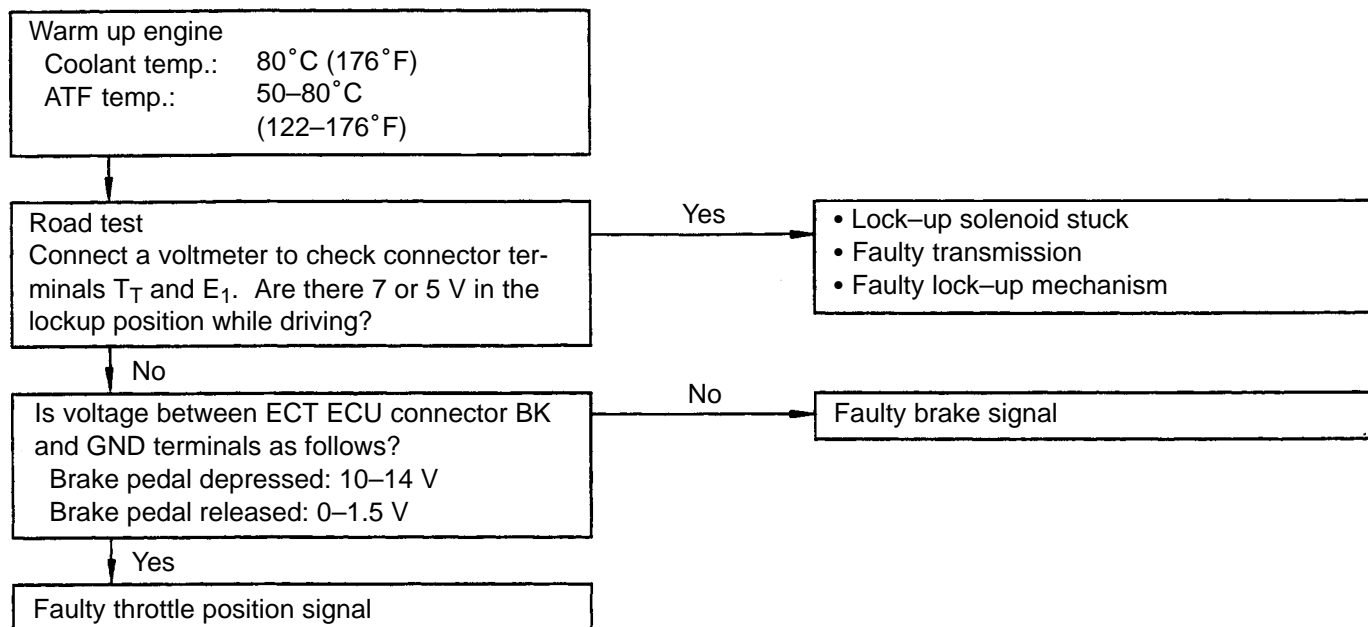 Warm up engine
Coolant temp.: 80°C (176°F)
ATF temp.: 50–80°C
(122–176°F)
Road test
Connect a voltmeter to check connector ter-
minals TT and E1. Are there 7 or 5 V in the
lockup position while driving?
Yes
• Lock–up solenoid stuck
• Faulty transmission
• Faulty lock–up mechanism
No
Is voltage between ECT ECU connector BK
and GND terminals as follows?
Brake pedal depressed: 10–14 V
Brake pedal released: 0–1.5 V
No
Faulty brake signal
Yes
Faulty throttle position signal